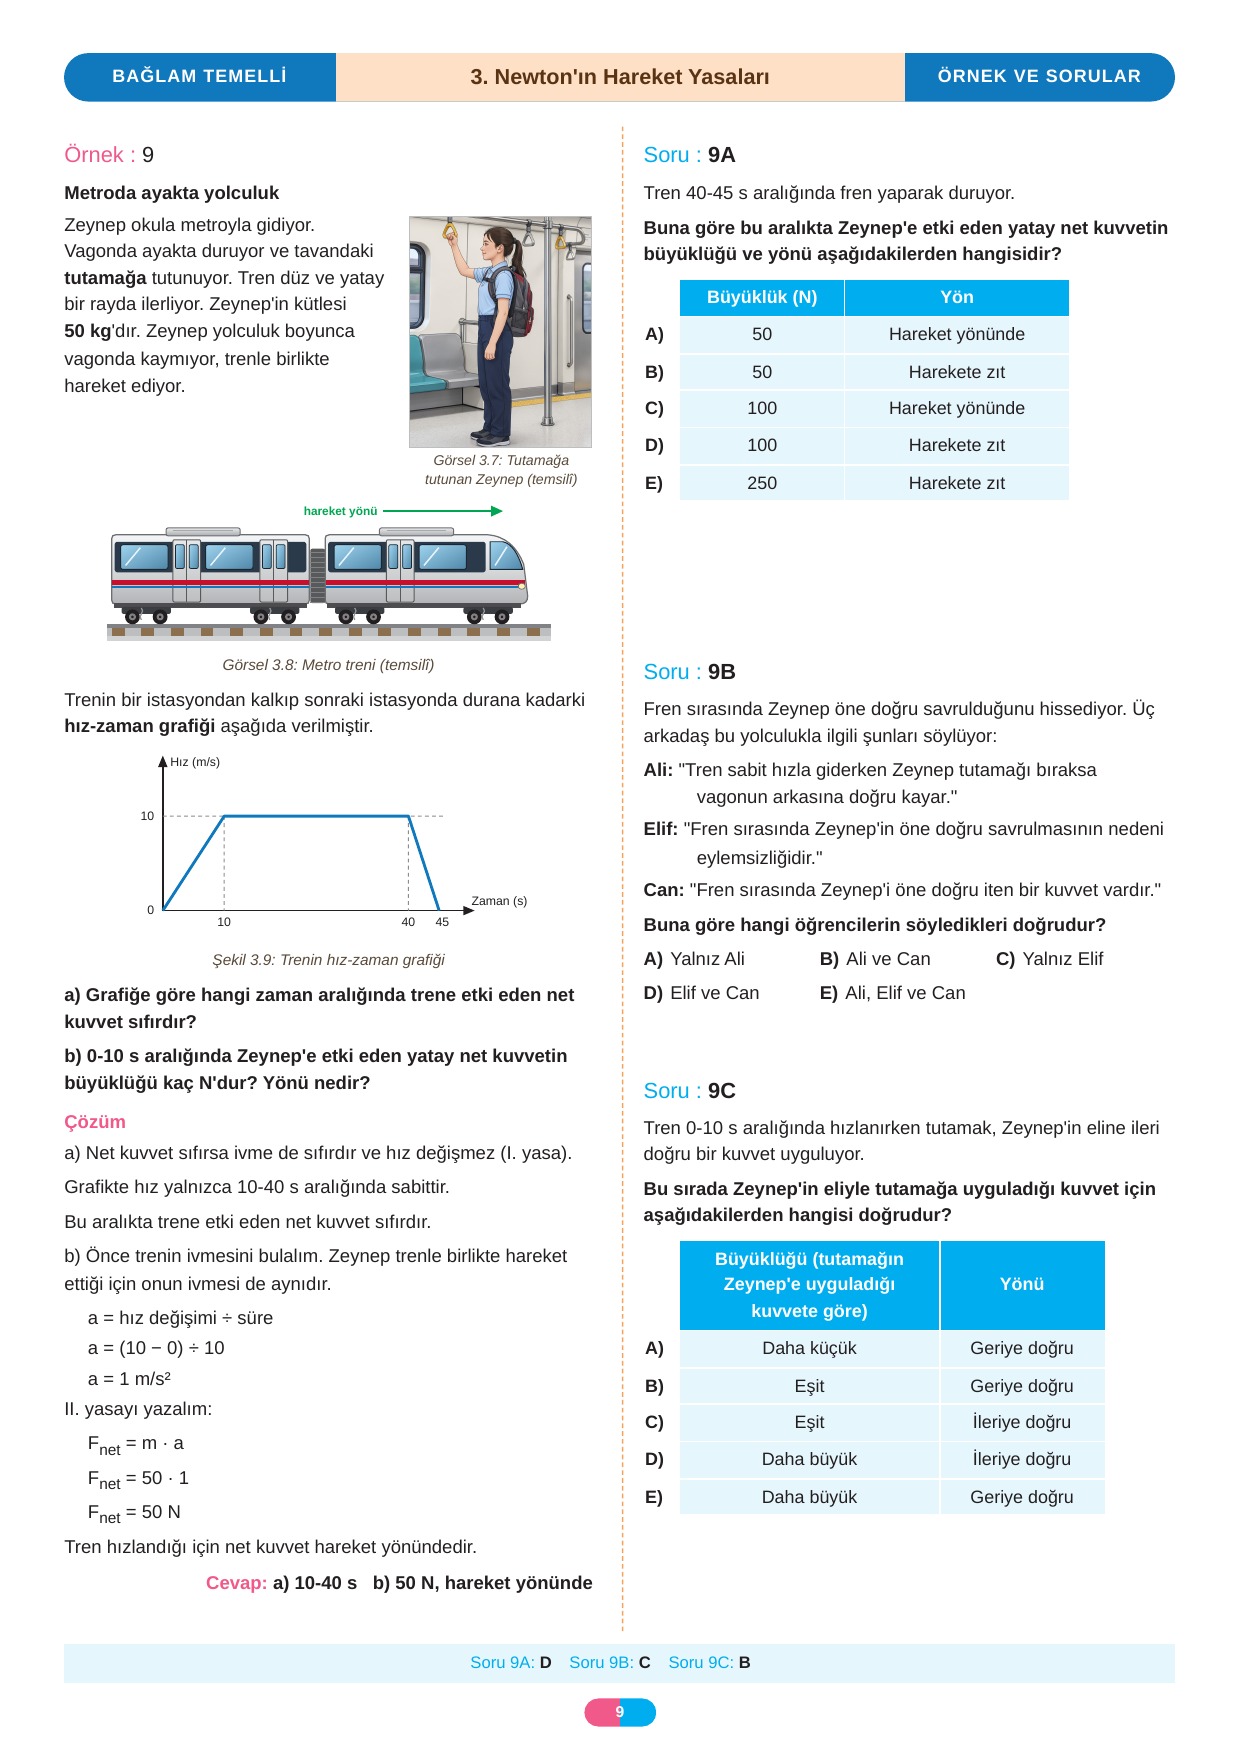 BAĞLAM TEMELLİ
3. Newton'ın Hareket Yasaları
ÖRNEK VE SORULAR
Örnek : 9
Metroda ayakta yolculuk
Zeynep okula metroyla gidiyor.
Vagonda ayakta duruyor ve tavandaki
tutamağa tutunuyor. Tren düz ve yatay
bir rayda ilerliyor. Zeynep'in kütlesi
50 kg'dır. Zeynep yolculuk boyunca
vagonda kaymıyor, trenle birlikte
hareket ediyor.
Görsel 3.7: Tutamağa
tutunan Zeynep (temsilî)
hareket yönü
Görsel 3.8: Metro treni (temsilî)
Trenin bir istasyondan kalkıp sonraki istasyonda durana kadarki
hız-zaman grafiği aşağıda verilmiştir.
Hız (m/s)
10
0
10
40
45
Zaman (s)
Şekil 3.9: Trenin hız-zaman grafiği
a) Grafiğe göre hangi zaman aralığında trene etki eden net
kuvvet sıfırdır?
b) 0-10 s aralığında Zeynep'e etki eden yatay net kuvvetin
büyüklüğü kaç N'dur? Yönü nedir?
Çözüm
a) Net kuvvet sıfırsa ivme de sıfırdır ve hız değişmez (I. yasa).
Grafikte hız yalnızca 10-40 s aralığında sabittir.
Bu aralıkta trene etki eden net kuvvet sıfırdır.
b) Önce trenin ivmesini bulalım. Zeynep trenle birlikte hareket
ettiği için onun ivmesi de aynıdır.
a = hız değişimi ÷ süre
a = (10 − 0) ÷ 10
a = 1 m/s²
II. yasayı yazalım:
Fnet = m · a
Fnet = 50 · 1
Fnet = 50 N
Tren hızlandığı için net kuvvet hareket yönündedir.
Cevap: a) 10-40 s b) 50 N, hareket yönünde
Soru : 9A
Tren 40-45 s aralığında fren yaparak duruyor.
Buna göre bu aralıkta Zeynep'e etki eden yatay net kuvvetin
büyüklüğü ve yönü aşağıdakilerden hangisidir?
Büyüklük (N) Yön
A) 50 Hareket yönünde
B) 50 Harekete zıt
C) 100 Hareket yönünde
D) 100 Harekete zıt
E) 250 Harekete zıt
Soru : 9B
Fren sırasında Zeynep öne doğru savrulduğunu hissediyor. Üç
arkadaş bu yolculukla ilgili şunları söylüyor:
Ali: "Tren sabit hızla giderken Zeynep tutamağı bıraksa
vagonun arkasına doğru kayar."
Elif: "Fren sırasında Zeynep'in öne doğru savrulmasının nedeni
eylemsizliğidir."
Can: "Fren sırasında Zeynep'i öne doğru iten bir kuvvet vardır."
Buna göre hangi öğrencilerin söyledikleri doğrudur?
A) Yalnız Ali B) Ali ve Can C) Yalnız Elif
D) Elif ve Can E) Ali, Elif ve Can
Soru : 9C
Tren 0-10 s aralığında hızlanırken tutamak, Zeynep'in eline ileri
doğru bir kuvvet uyguluyor.
Bu sırada Zeynep'in eliyle tutamağa uyguladığı kuvvet için
aşağıdakilerden hangisi doğrudur?
Büyüklüğü (tutamağın
Zeynep'e uyguladığı
kuvvete göre)
Yönü
A) Daha küçük Geriye doğru
B) Eşit Geriye doğru
C) Eşit İleriye doğru
D) Daha büyük İleriye doğru
E) Daha büyük Geriye doğru
Soru 9A: D Soru 9B: C Soru 9C: B
9